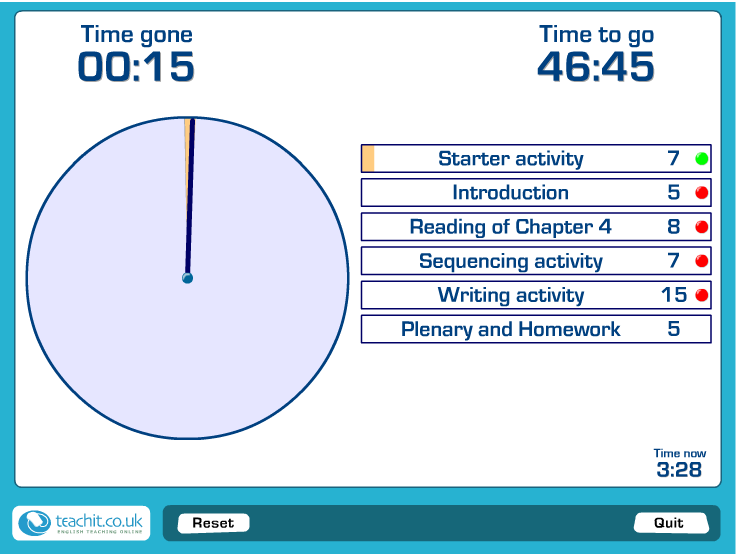 Time gone
00:15
Time to go
46:45
Starter activity 7
Introduction 5
Reading of Chapter 4 8
Sequencing activity 7
Writing activity 15
Plenary and Homework 5
Time now
3:28
teachit.co.uk
ENGLISH TEACHING ONLINE
Reset
Quit